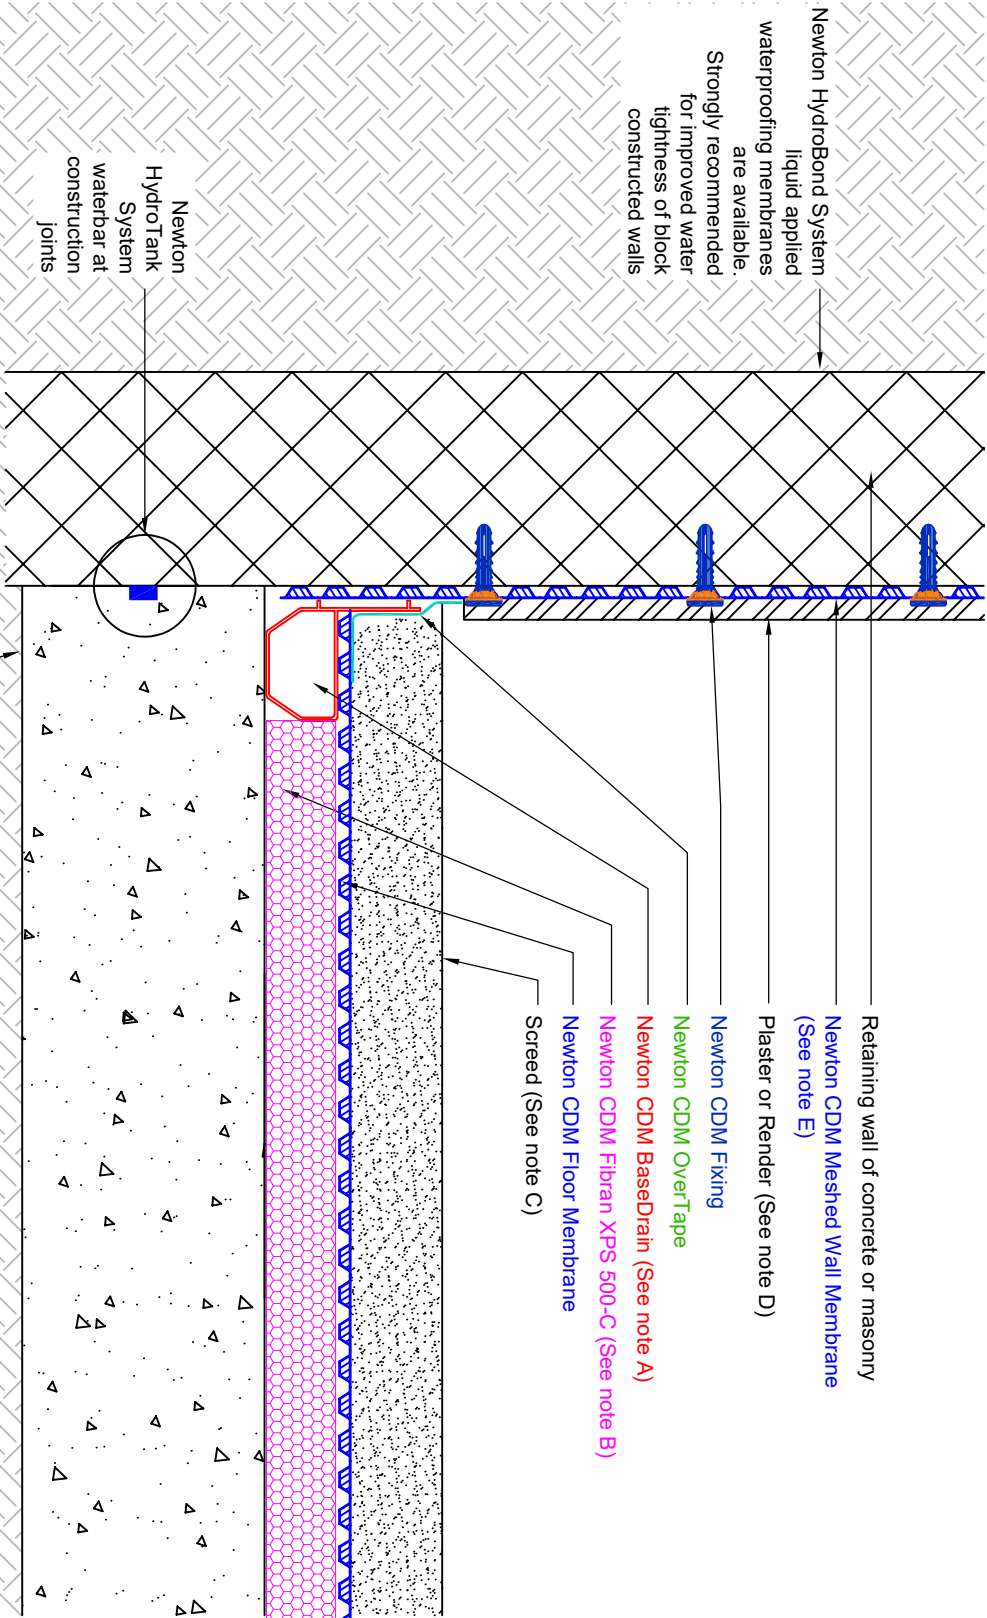 Newton HydroBond System
liquid applied
waterproofing membranes
are available.
Strongly recommended
for improved water
tightness of block
constructed walls
Newton
HydroTank
System
waterbar at
construction
joints
Retaining wall of concrete or masonry
Newton CDM Meshed Wall Membrane
(See note E)
Plaster or Render (See note D)
Newton CDM Fixing
Newton CDM OverTape
Newton CDM BaseDrain (See note A)
Newton CDM Fibran XPS 500-C (See note B)
Newton CDM Floor Membrane
Screed (See note C)